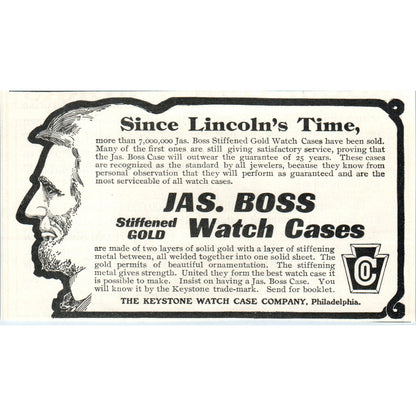 Since Lincoln's Time,
more than 7,000,000 Jas. Boss Stiffened Gold Watch Cases have been sold.
Many of the first ones are still giving satisfactory service, proving that
the Jas. Boss Case will outwear the guarantee of 25 years. These cases
are recognized as the standard by all jewelers, because they know from
personal observation that they will perform as guaranteed and are the
most serviceable of all watch cases.
JAS. BOSS
Stiffened GOLD Watch Cases
are made of two layers of solid gold with a layer of stiffening
metal between, all welded together into one solid sheet. The
gold permits of beautiful ornamentation. The stiffening
metal gives strength. United they form the best watch case it
is possible to make. Insist on having a Jas. Boss Case. You
will know it by the Keystone trade-mark. Send for booklet.
THE KEYSTONE WATCH CASE COMPANY, Philadelphia.